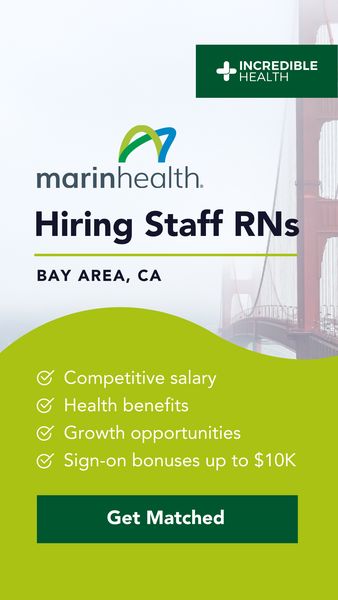 INCREDIBLE
HEALTH
marinhealth®
Hiring Staff RNs
BAY AREA, CA
Competitive salary
Health benefits
Growth opportunities
Sign-on bonuses up to $10K
Get Matched